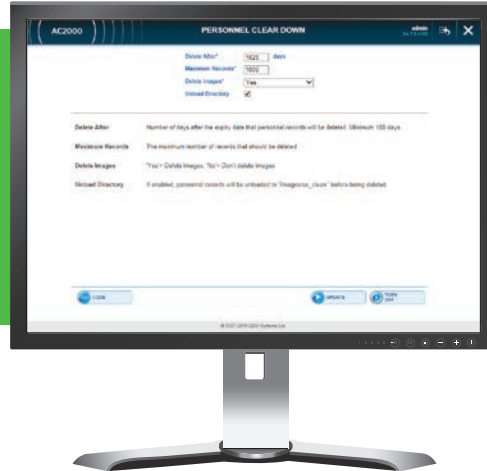 AC2000
PERSONNEL CLEAR DOWN
admin
Delete After* 1825 days
Maximum Records* 1000
Delete Images* Yes
Unload Directory
Delete After Number of days after the expiry date that personnel records will be deleted. Minimum 100 days
Maximum Records The maximum number of records that should be deleted
Delete Images 'Yes'= Delete Images, 'No'= Don't delete images
Unload Directory If enabled, personnel records will be unloaded to before being deleted
CLOSE
UPDATE